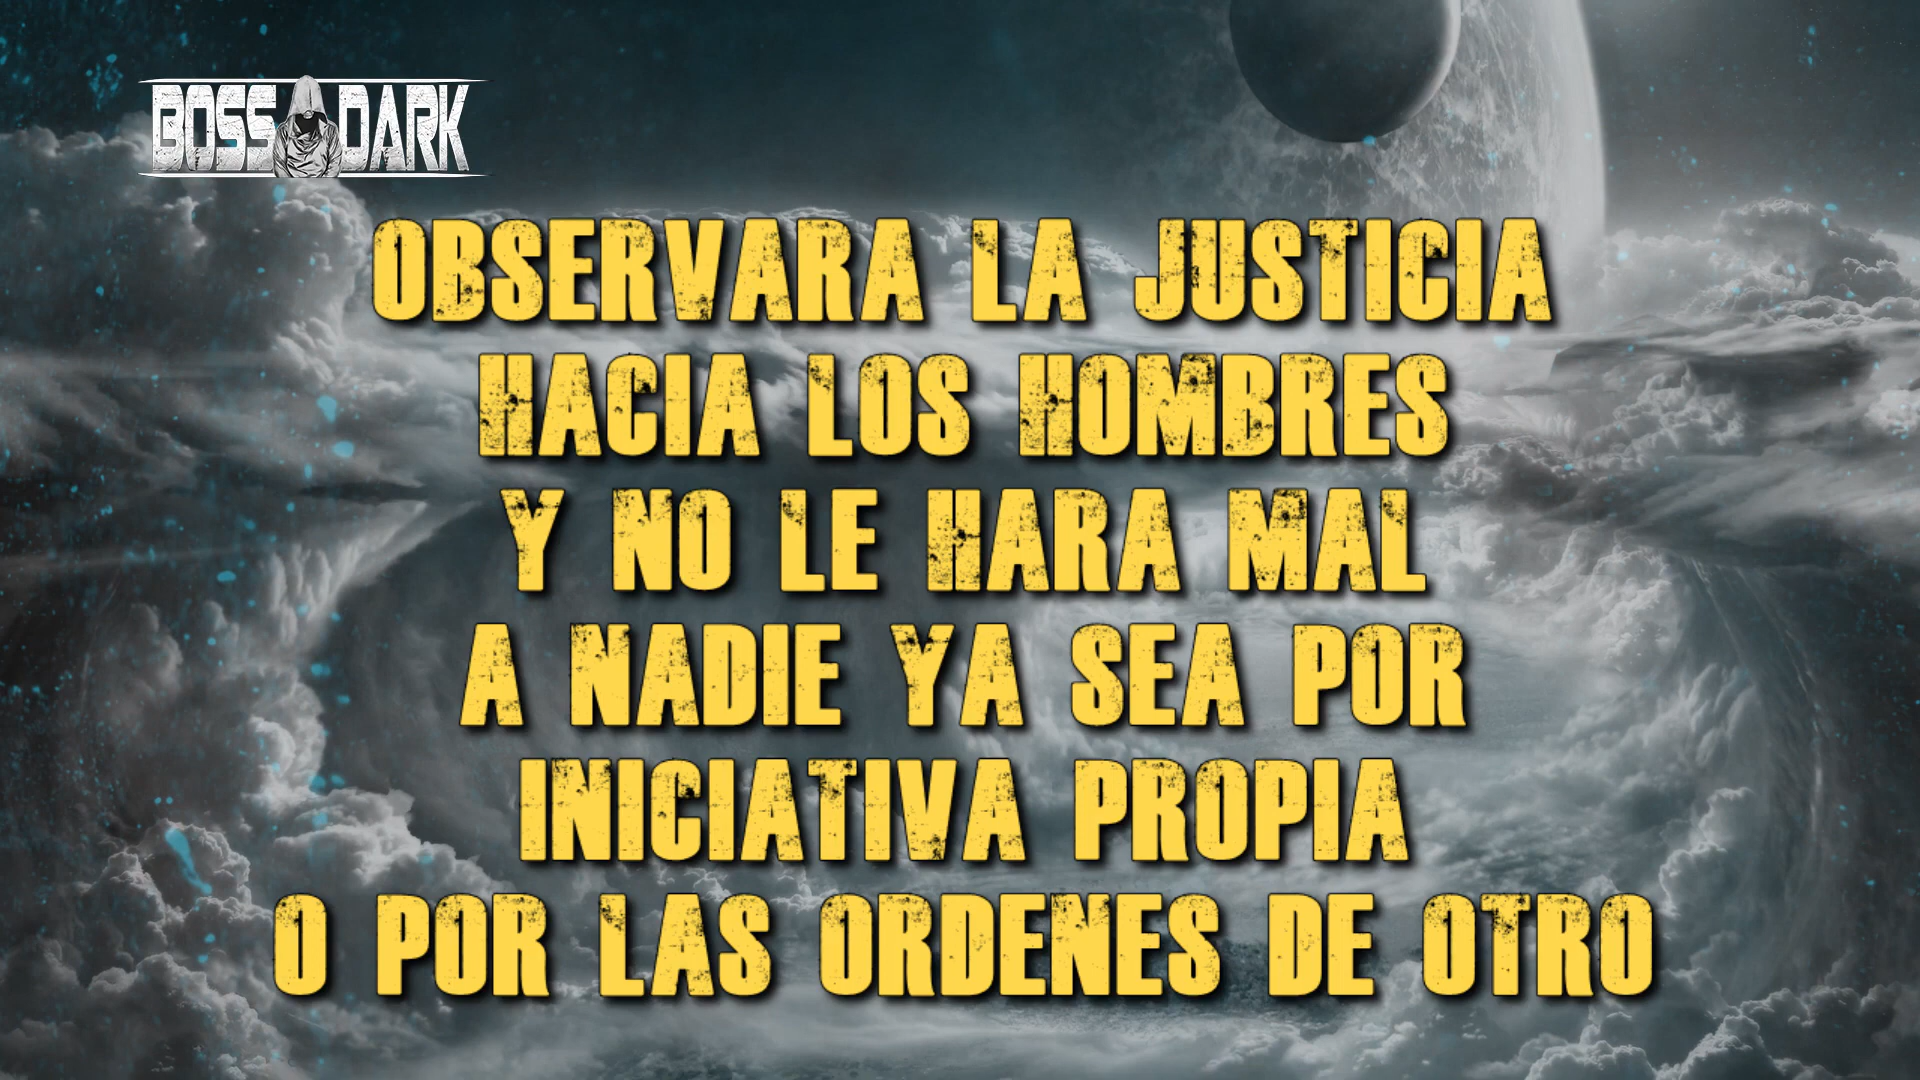 BOSS DARK
OBSERVARA LA JUSTICIA
HACIA LOS HOMBRES
Y NO LE HARA MAL
A NADIE YA SEA POR
INICIATIVA PROPIA
O POR LAS ORDENES DE OTRO